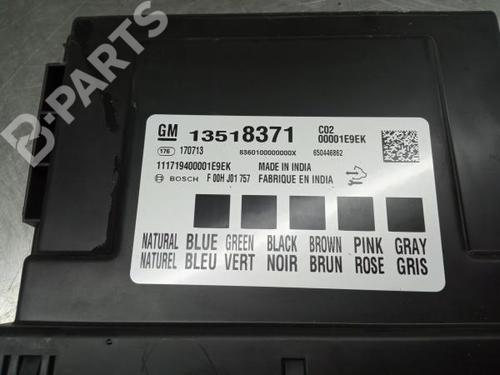 B-PARTS
GM 13518371 C02
00001E9EK
176 170713 8360100000000X 650446862
111719400001E9EK MADE IN INDIA
BOSCH F 00H J01 757 FABRIQUE EN INDIA
NATURAL BLUE GREEN BLACK BROWN PINK GRAY
NATUREL BLEU VERT NOIR BRUN ROSE GRIS